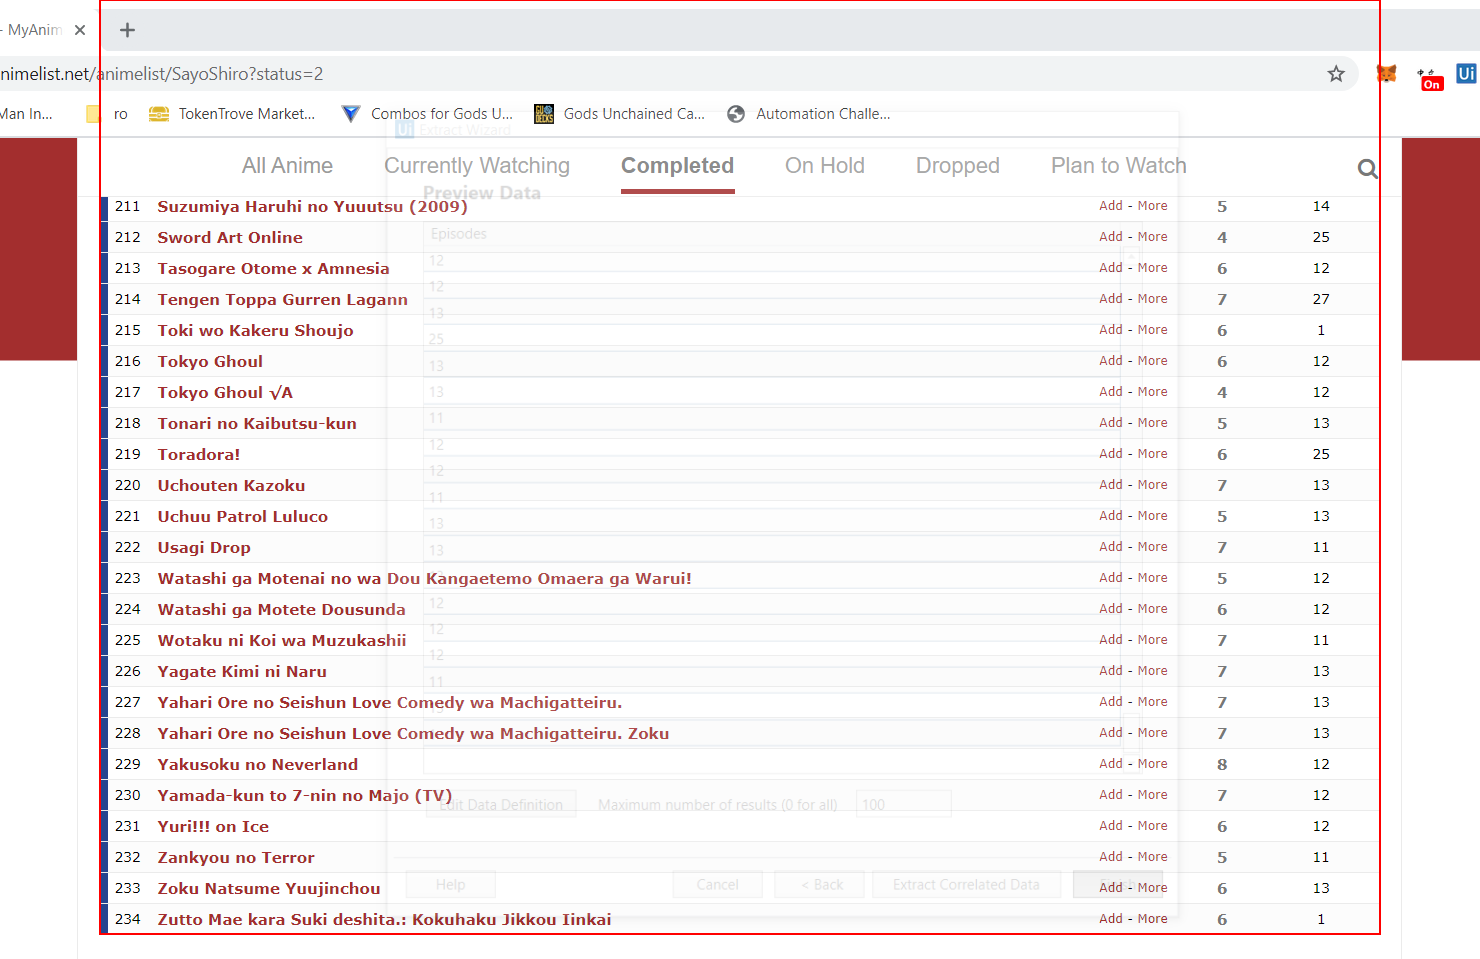 - MyAnim
nimelist.net/animelist/SayoShiro?status=2
On
Ui
Man In...
ro
TokenTrove Market...
Combos for Gods U...
Gods Unchained Ca...
Automation Challe...
Ui Extract Wizard
All Anime Currently Watching Completed On Hold Dropped Plan to Watch
Preview Data
211 Suzumiya Haruhi no Yuuutsu (2009) Add - More 5 14
Episodes
212 Sword Art Online Add - More 4 25
12
213 Tasogare Otome x Amnesia Add - More 6 12
12
214 Tengen Toppa Gurren Lagann Add - More 7 27
13
215 Toki wo Kakeru Shoujo Add - More 6 1
25
216 Tokyo Ghoul Add - More 6 12
13
217 Tokyo Ghoul √A Add - More 4 12
13
218 Tonari no Kaibutsu-kun Add - More 5 13
11
219 Toradora! Add - More 6 25
12
12
220 Uchouten Kazoku Add - More 7 13
11
221 Uchuu Patrol Luluco Add - More 5 13
13
222 Usagi Drop Add - More 7 11
13
223 Watashi ga Motenai no wa Dou Kangaetemo Omaera ga Warui! Add - More 5 12
224 Watashi ga Motete Dousunda Add - More 6 12
12
225 Wotaku ni Koi wa Muzukashii Add - More 7 11
12
12
226 Yagate Kimi ni Naru Add - More 7 13
11
227 Yahari Ore no Seishun Love Comedy wa Machigatteiru. Add - More 7 13
228 Yahari Ore no Seishun Love Comedy wa Machigatteiru. Zoku Add - More 7 13
229 Yakusoku no Neverland Add - More 8 12
230 Yamada-kun to 7-nin no Majo (TV) Add - More 7 12
Edit Data Definition Maximum number of results (0 for all) 100
231 Yuri!!! on Ice Add - More 6 12
232 Zankyou no Terror Add - More 5 11
233 Zoku Natsume Yuujinchou Add - More 6 13
Help Cancel < Back Extract Correlated Data
234 Zutto Mae kara Suki deshita.: Kokuhaku Jikkou Iinkai Add - More 6 1